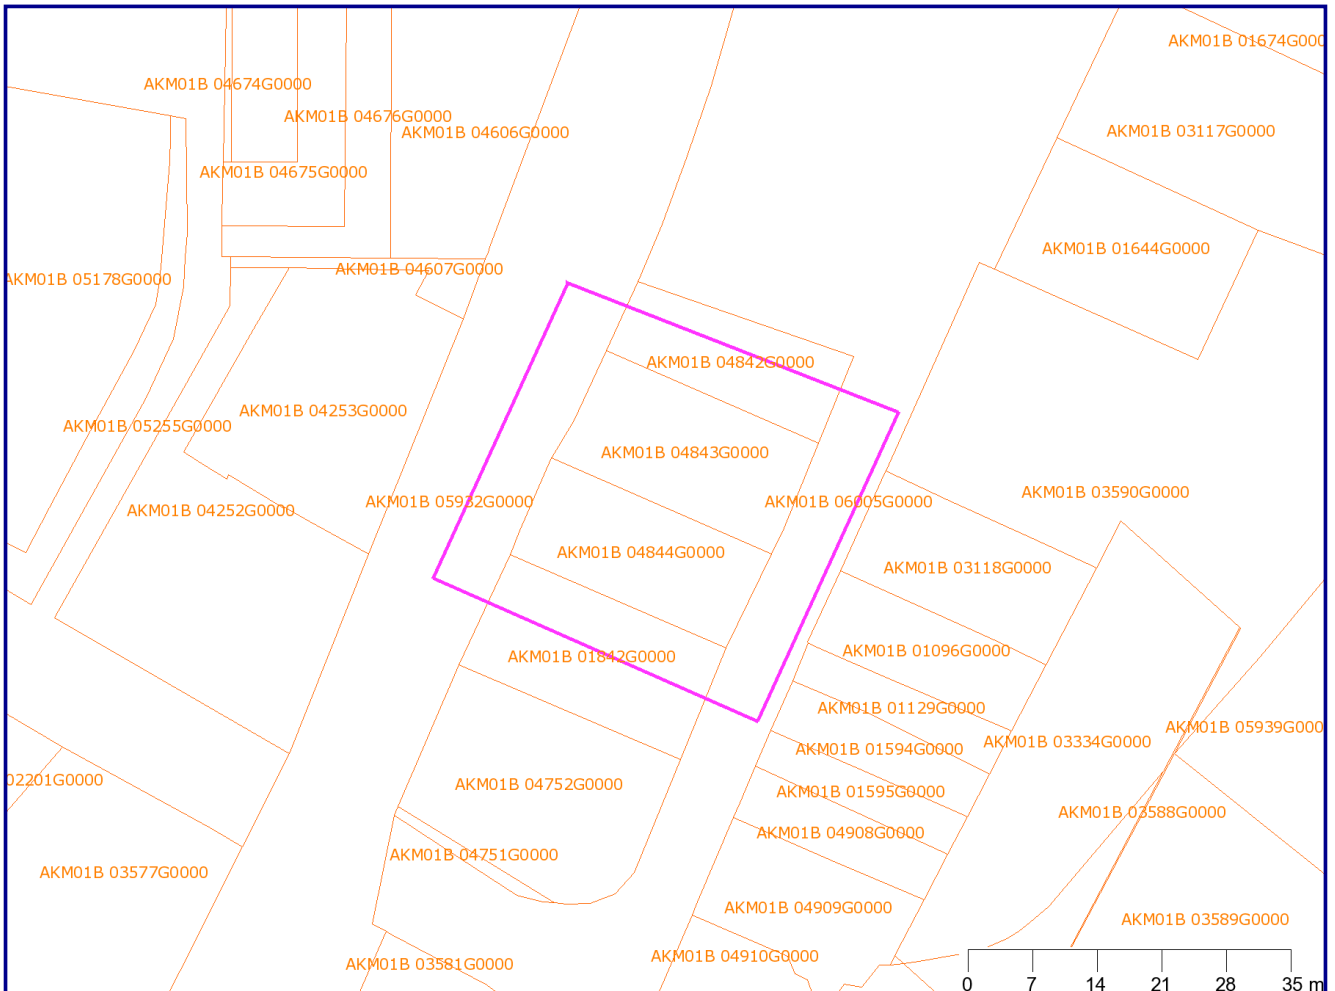 AKM01B 01674G000
AKM01B 04674G0000
AKM01B 04676G0000
AKM01B 04606G0000
AKM01B 03117G0000
AKM01B 04675G0000
AKM01B 01644G0000
AKM01B 04607G0000
AKM01B 05178G0000
AKM01B 04842G0000
AKM01B 04253G0000
AKM01B 05255G0000
AKM01B 04843G0000
AKM01B 03590G0000
AKM01B 05932G0000
AKM01B 06005G0000
AKM01B 04252G0000
AKM01B 04844G0000
AKM01B 03118G0000
AKM01B 01096G0000
AKM01B 01842G0000
AKM01B 01129G0000
AKM01B 05939G000
AKM01B 03334G0000
AKM01B 01594G0000
02201G0000
AKM01B 04752G0000
AKM01B 01595G0000
AKM01B 03588G0000
AKM01B 04908G0000
AKM01B 04751G0000
AKM01B 03577G0000
AKM01B 04909G0000
AKM01B 03589G0000
AKM01B 04910G0000
AKM01B 03581G0000
0 7 14 21 28 35 m